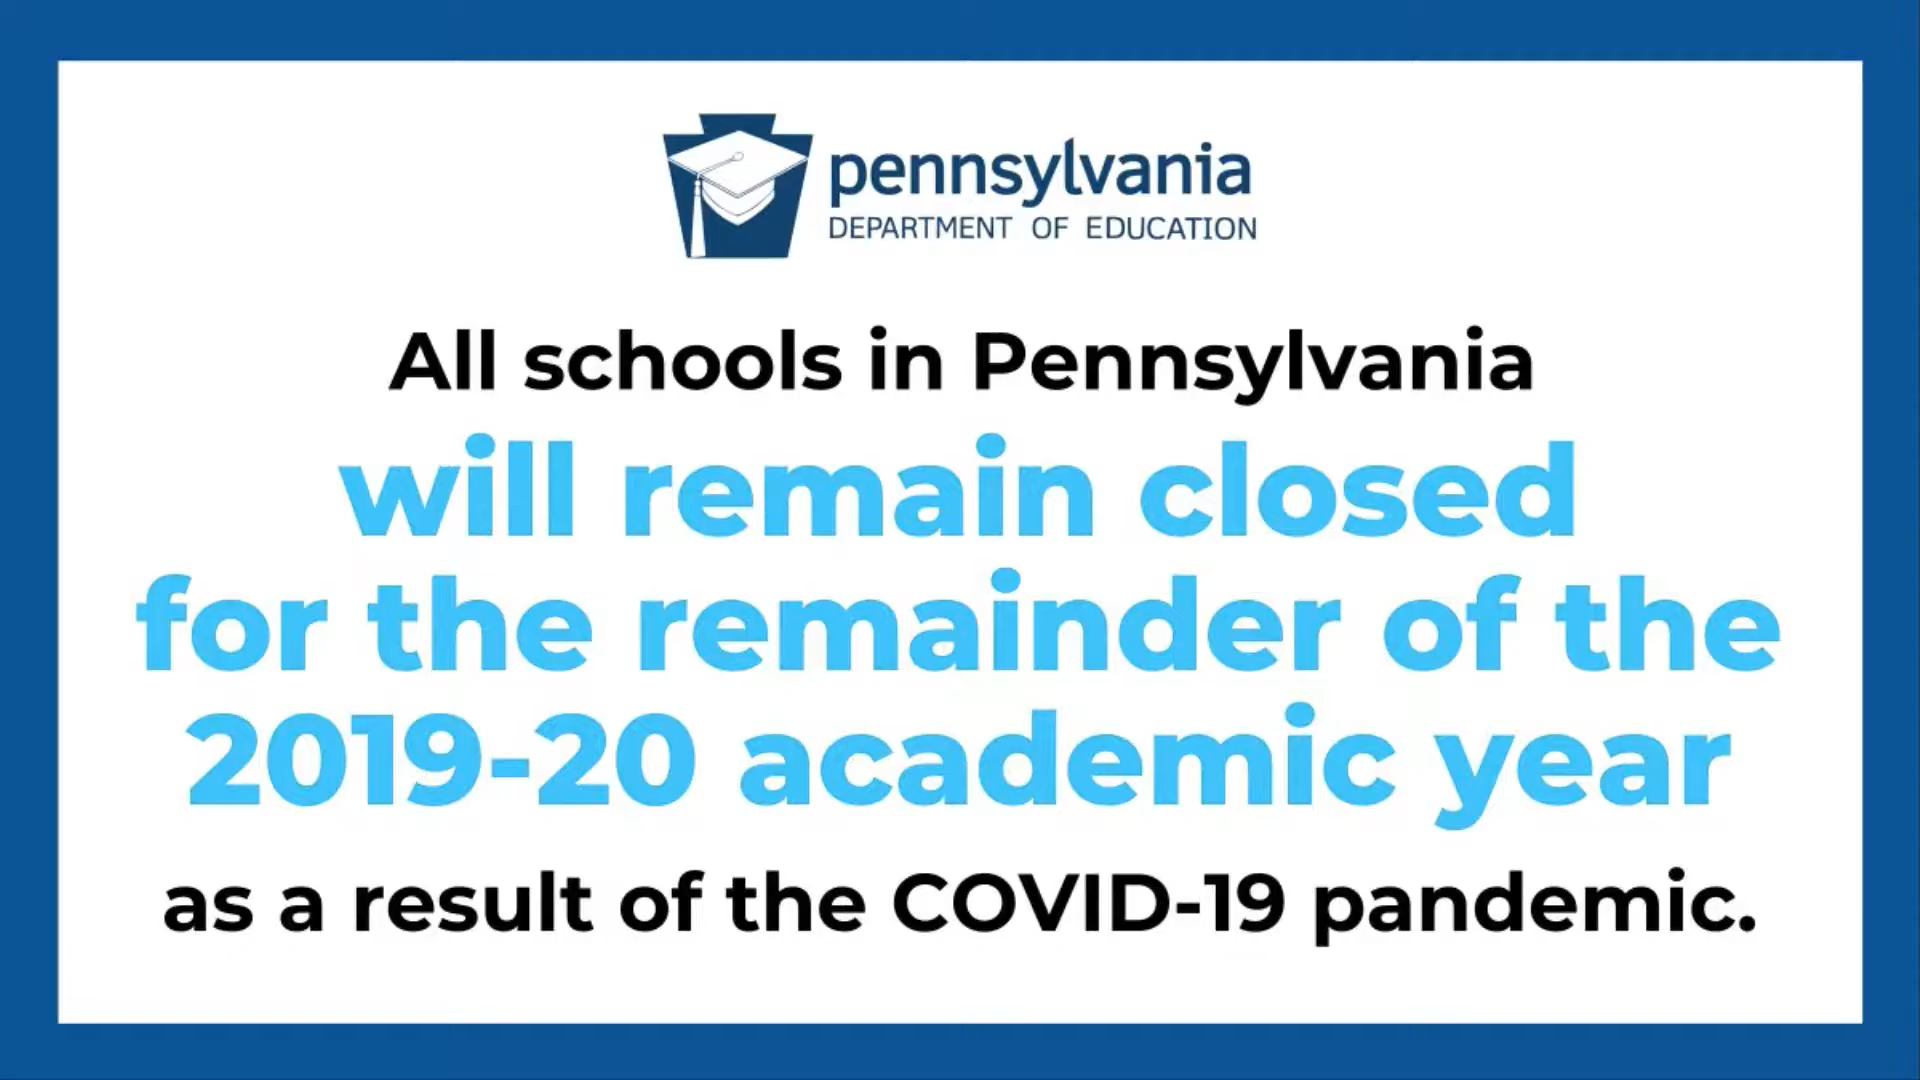 pennsylvania
DEPARTMENT OF EDUCATION
All schools in Pennsylvania
will remain closed
for the remainder of the
2019-20 academic year
as a result of the COVID-19 pandemic.